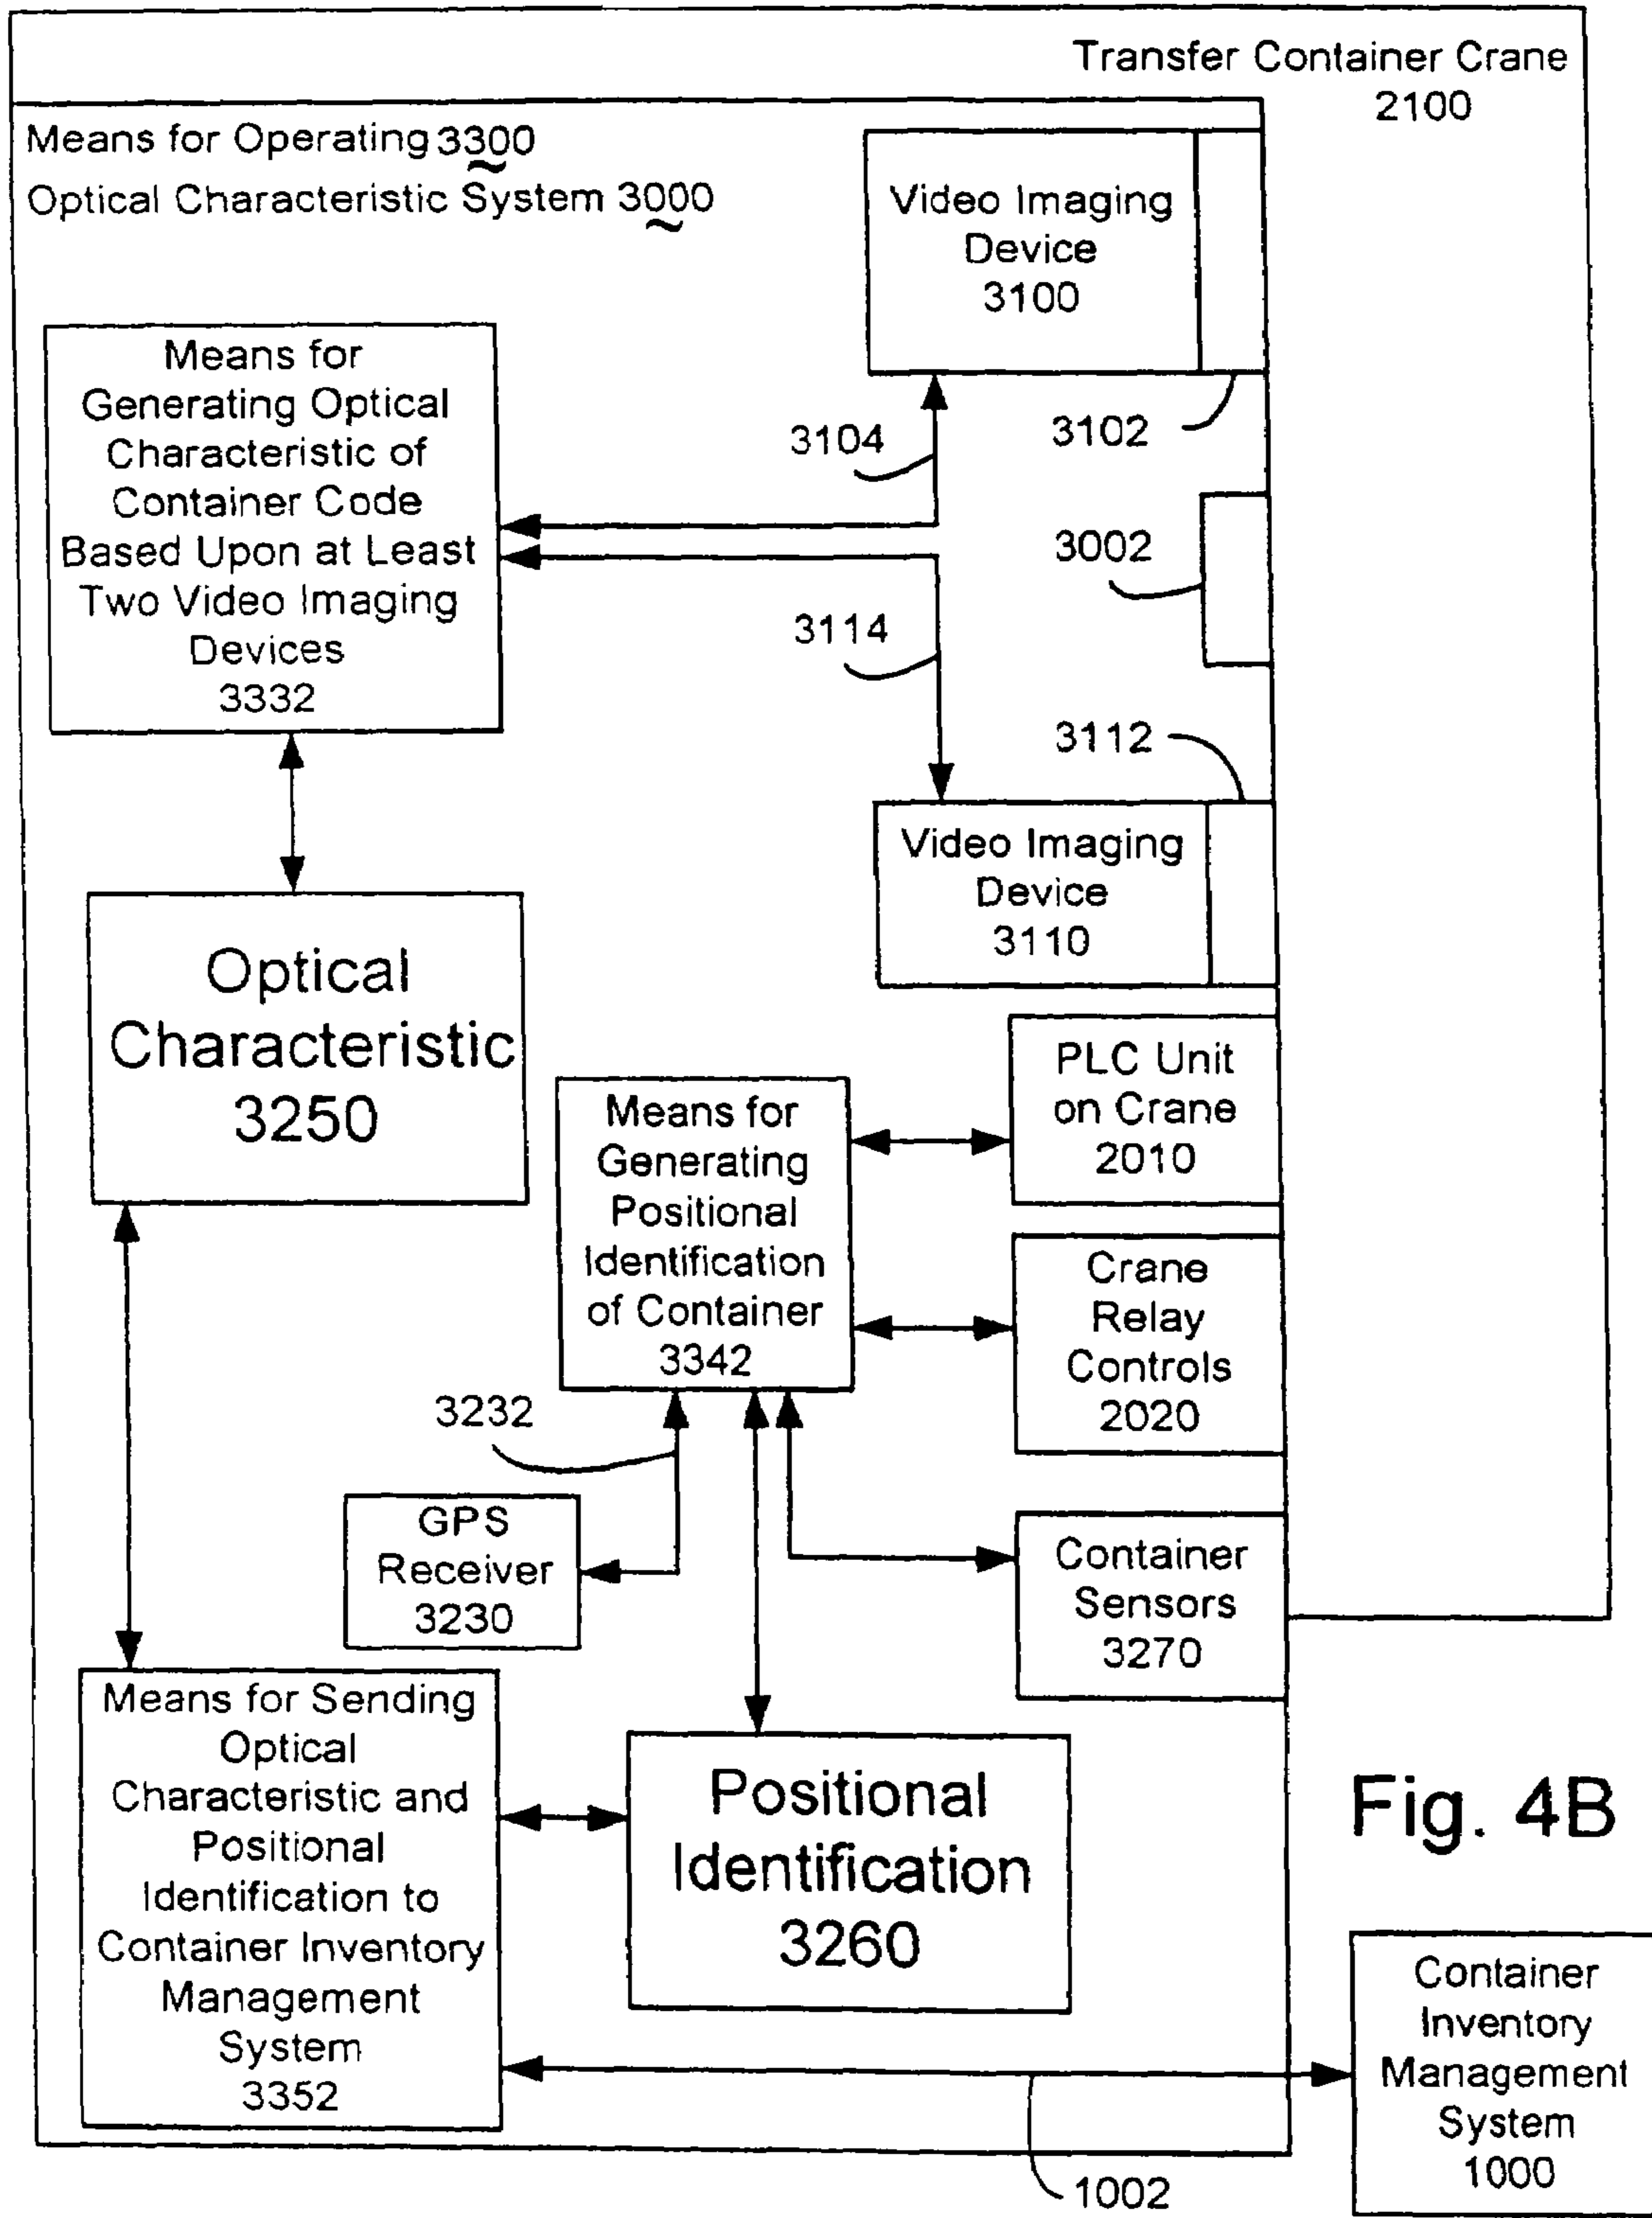 Transfer Container Crane
2100
Means for Operating 3300
Optical Characteristic System 3000
Video Imaging
Device
3100
3102
3104
Means for
Generating Optical
Characteristic of
Container Code
Based Upon at Least
Two Video Imaging
Devices
3332
3002
3114
3112
Video Imaging
Device
3110
Optical
Characteristic
3250
PLC Unit
on Crane
2010
Means for
Generating
Positional
Identification
of Container
3342
Crane
Relay
Controls
2020
3232
GPS
Receiver
3230
Container
Sensors
3270
Means for Sending
Optical
Characteristic and
Positional
Identification to
Container Inventory
Management
System
3352
Positional
Identification
3260
Fig. 4B
Container
Inventory
Management
System
1000
1002